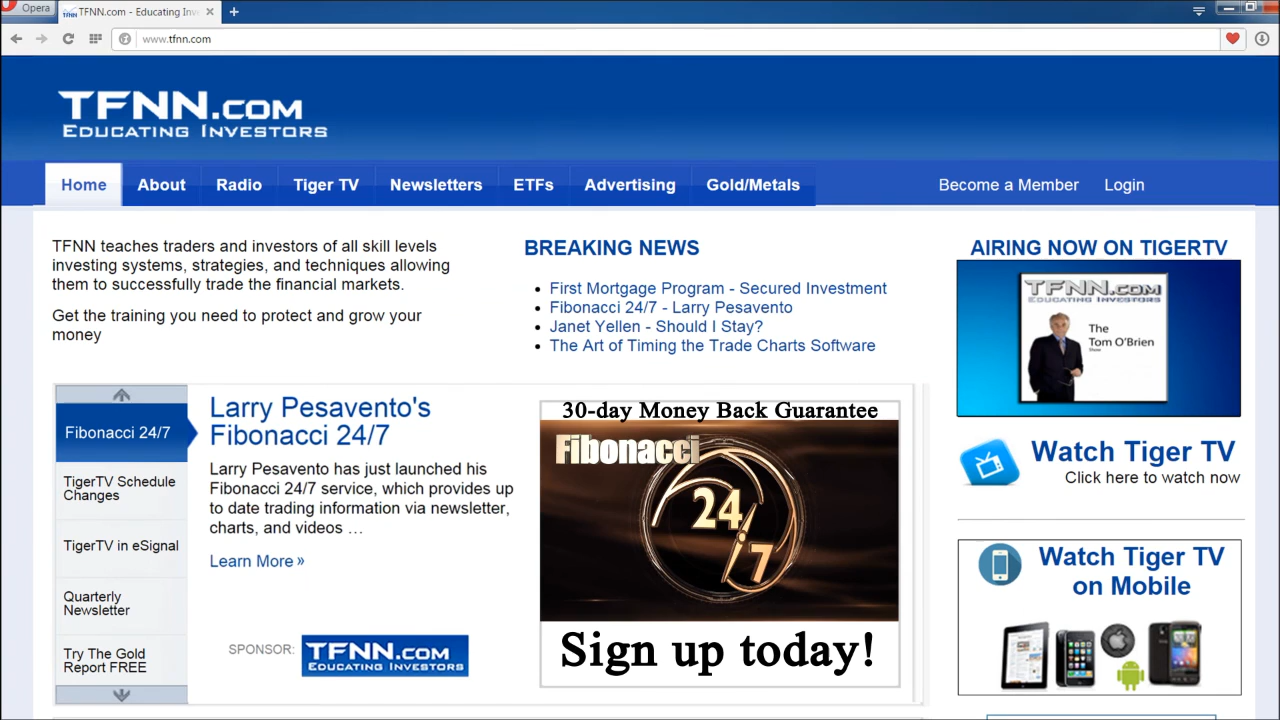 Opera
TFNN.com - Educating Inv
www.tfnn.com
TFNN.COM
EDUCATING INVESTORS
Home
About
Radio
Tiger TV
Newsletters
ETFs
Advertising
Gold/Metals
Become a Member
Login
TFNN teaches traders and investors of all skill levels
investing systems, strategies, and techniques allowing
them to successfully trade the financial markets.
Get the training you need to protect and grow your
money
BREAKING NEWS
First Mortgage Program - Secured Investment
Fibonacci 24/7 - Larry Pesavento
Janet Yellen - Should I Stay?
The Art of Timing the Trade Charts Software
AIRING NOW ON TIGERTV
TFNN.COM
EDUCATING INVESTORS
The
Tom O'Brien
Show
Watch Tiger TV
Click here to watch now
Watch Tiger TV
on Mobile
Fibonacci 24/7
TigerTV Schedule
Changes
TigerTV in eSignal
Quarterly
Newsletter
Try The Gold
Report FREE
Larry Pesavento's
Fibonacci 24/7
Larry Pesavento has just launched his
Fibonacci 24/7 service, which provides up
to date trading information via newsletter,
charts, and videos …
Learn More »
SPONSOR:
TFNN.COM
EDUCATING INVESTORS
30-day Money Back Guarantee
Fibonacci
24
7
Sign up today!